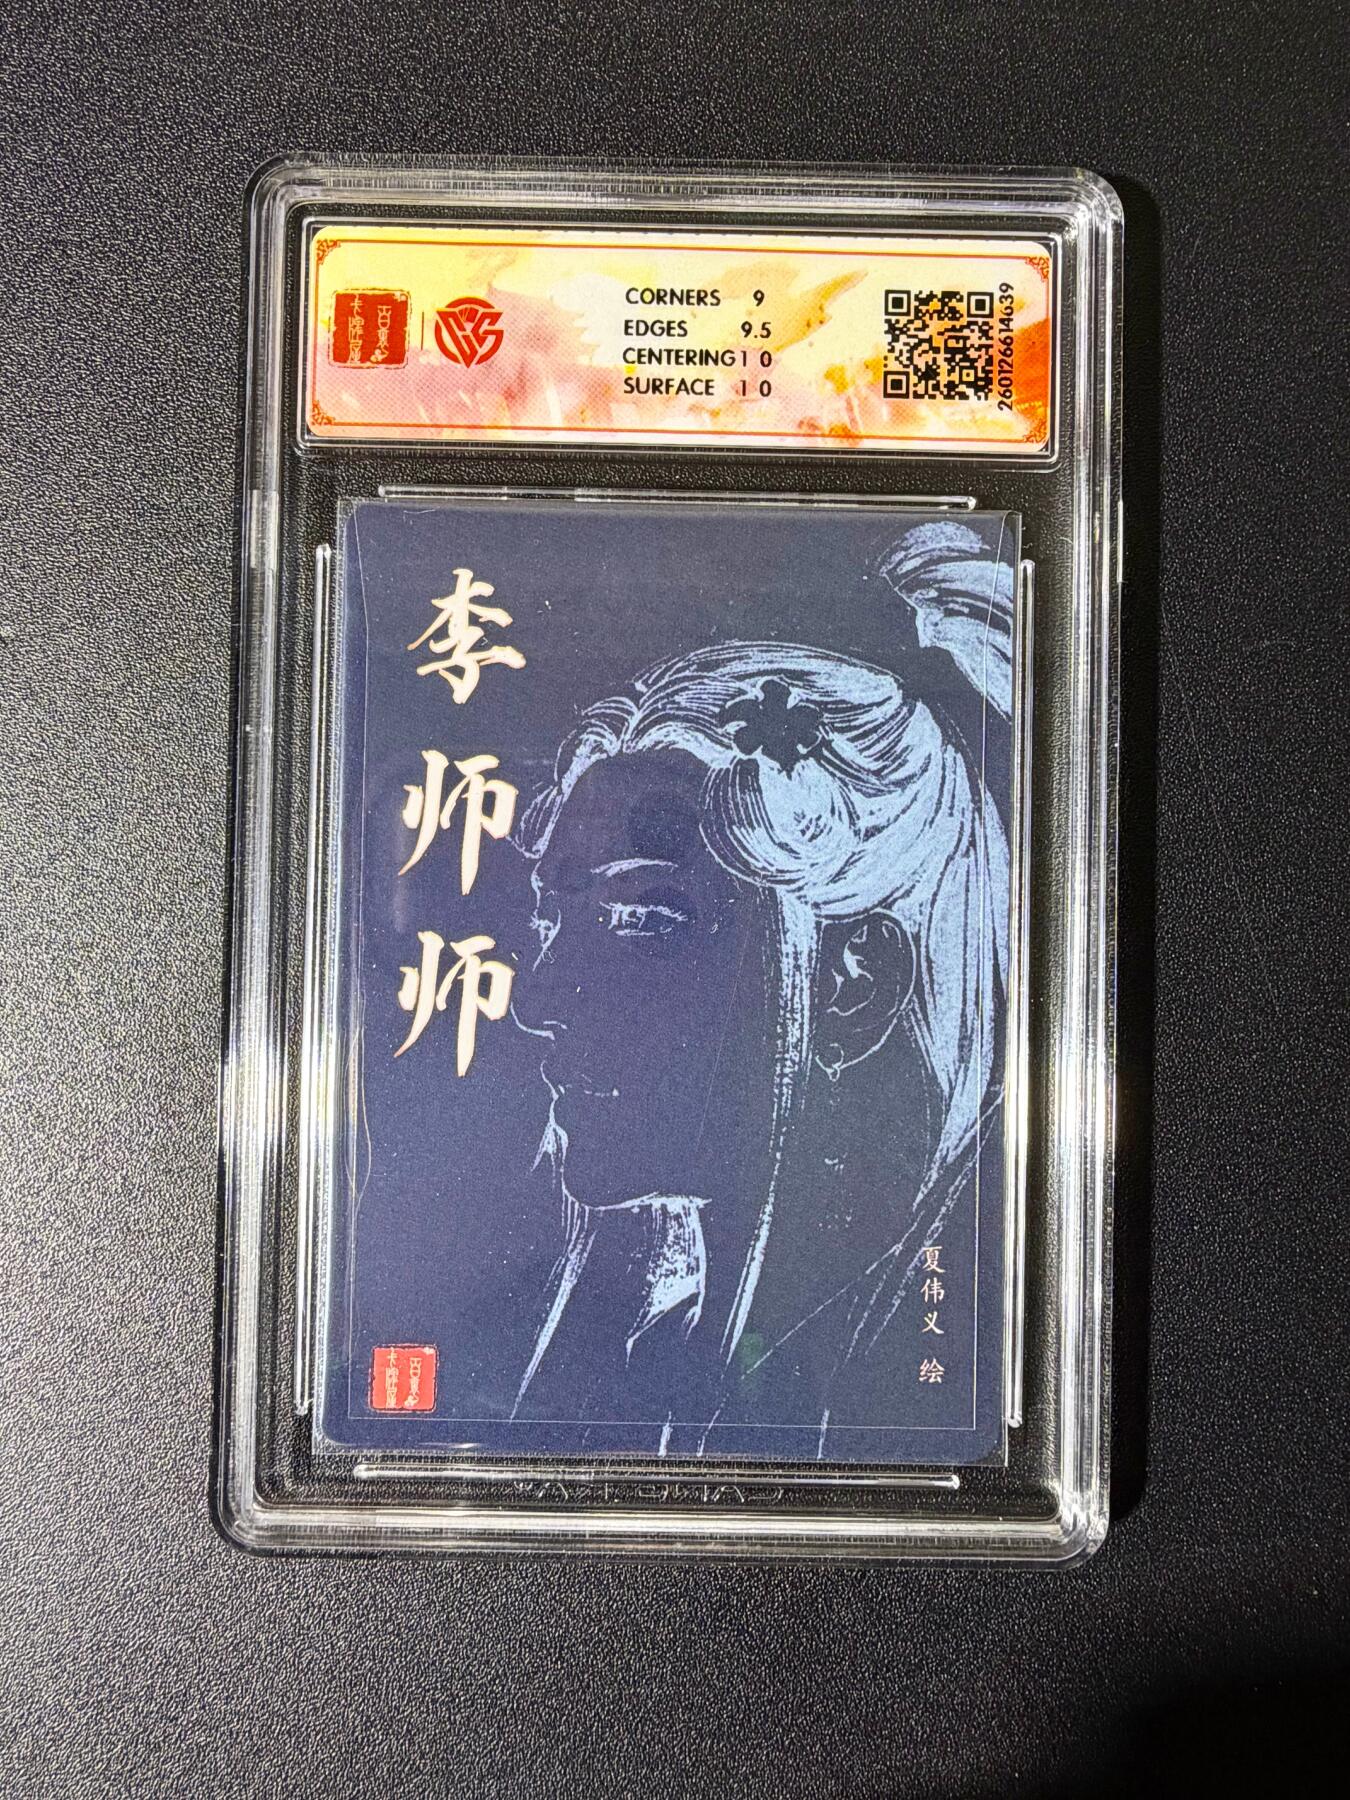 CORNERS 9
EDGES 9.5
CENTERING 10
SURFACE 10
2601266614639
李师师
夏伟义 绘